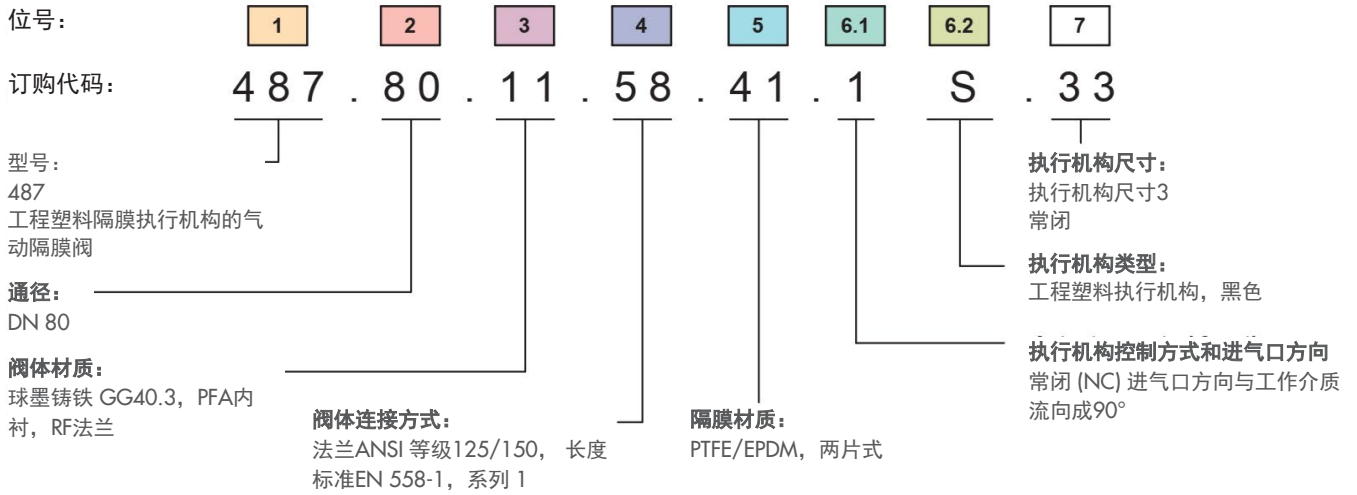 位号：
1 2 3 4 5 6.1 6.2 7
订购代码：
487 . 80 . 11 . 58 . 41 . 1 S . 33
型号：
487
工程塑料隔膜执行机构的气
动隔膜阀
通径：
DN 80
阀体材质：
球墨铸铁 GG40.3，PFA内
衬，RF法兰
阀体连接方式：
法兰ANSI 等级125/150， 长度
标准EN 558-1，系列 1
隔膜材质：
PTFE/EPDM，两片式
执行机构尺寸：
执行机构尺寸3
常闭
执行机构类型：
工程塑料执行机构，黑色
执行机构控制方式和进气口方向
常闭 (NC) 进气口方向与工作介质
流向成90°